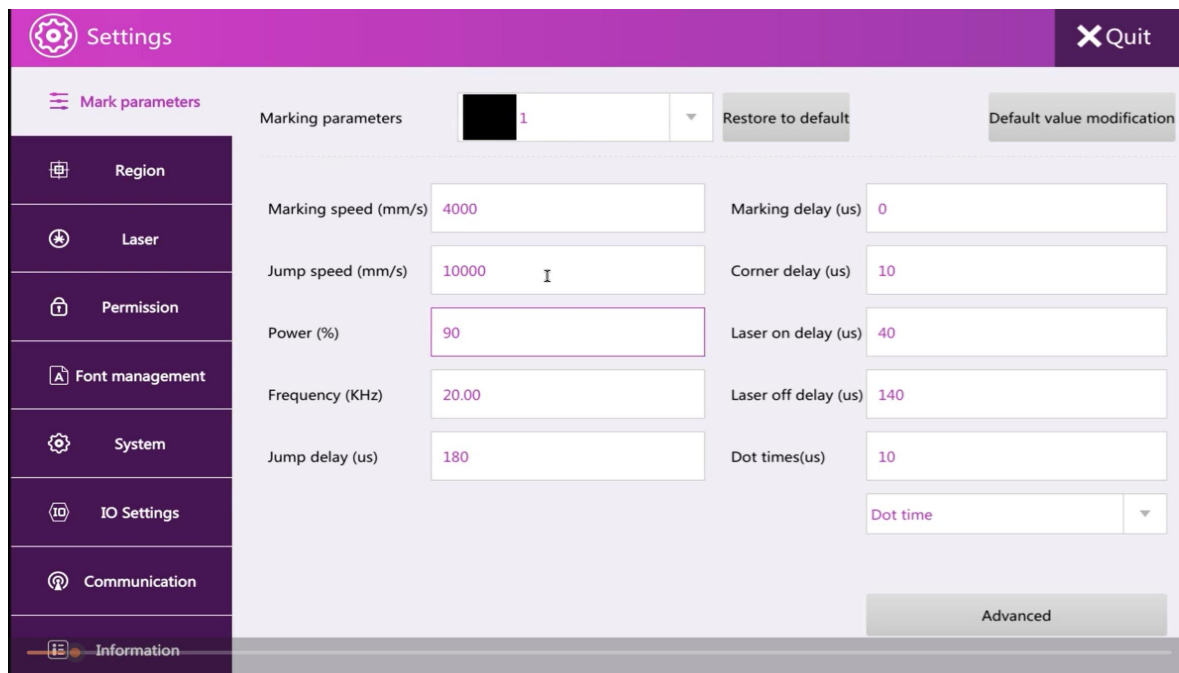 Settings
Quit
Mark parameters
Region
Laser
Permission
Font management
System
IO Settings
Communication
Information
Marking parameters 1 Restore to default Default value modification
Marking speed (mm/s) 4000 Marking delay (us) 0
Jump speed (mm/s) 10000 Corner delay (us) 10
Power (%) 90 Laser on delay (us) 40
Frequency (KHz) 20.00 Laser off delay (us) 140
Jump delay (us) 180 Dot times(us) 10
Dot time
Advanced